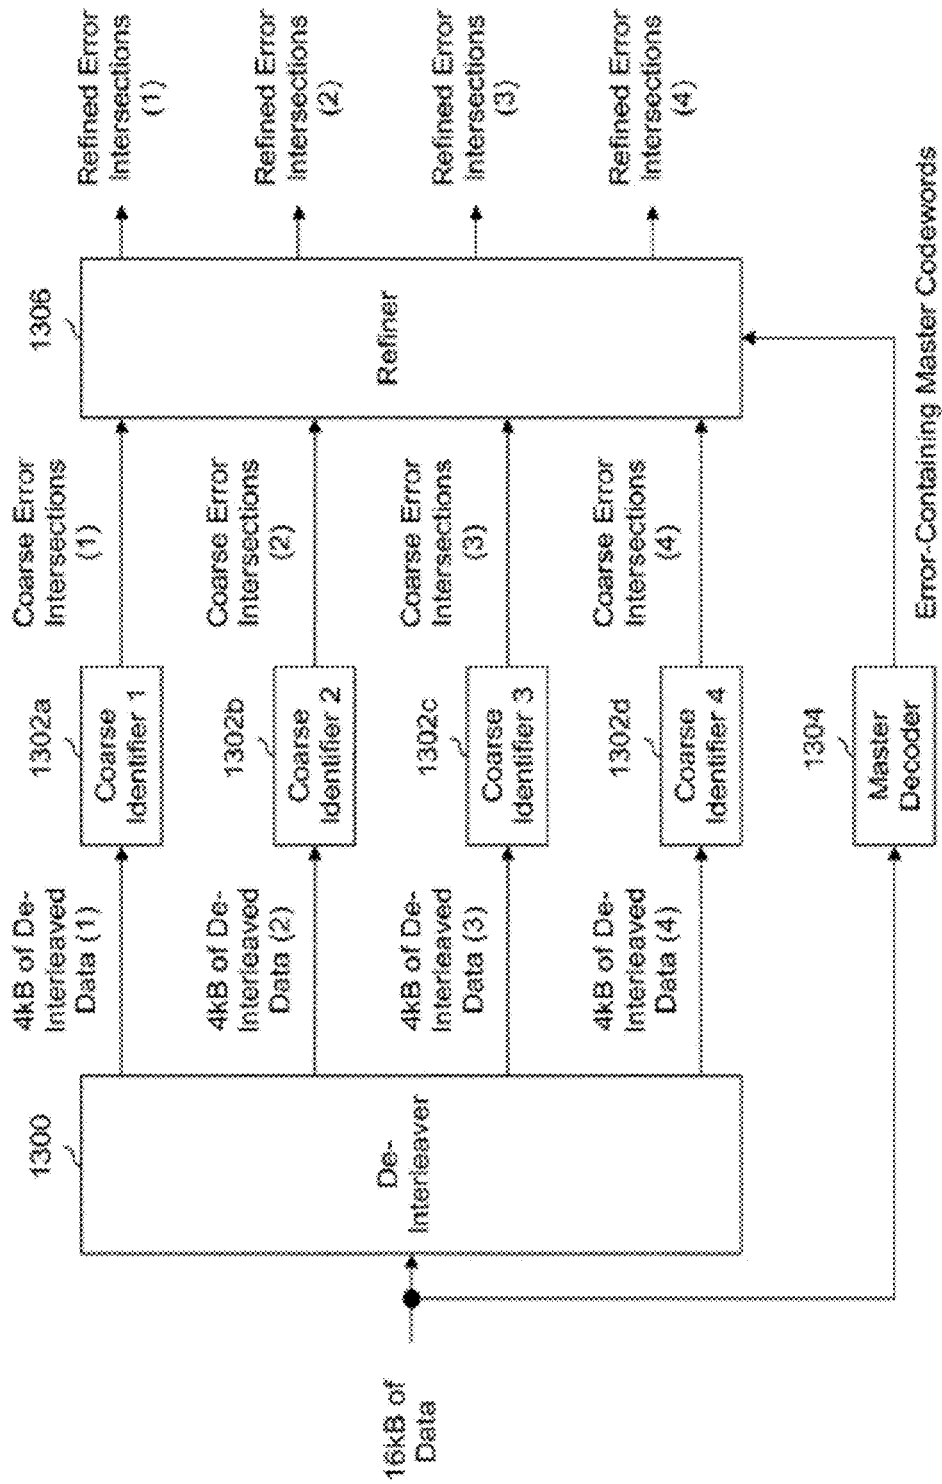 16kB of
Data
1300
De-
Interleaver
4kB of De-
Interleaved
Data (1)
4kB of De-
Interleaved
Data (2)
4kB of De-
Interleaved
Data (3)
4kB of De-
Interleaved
Data (4)
1302a
Coarse
Identifier 1
1302b
Coarse
Identifier 2
1302c
Coarse
Identifier 3
1302d
Coarse
Identifier 4
1304
Master
Decoder
Coarse Error
Intersections
(1)
Coarse Error
Intersections
(2)
Coarse Error
Intersections
(3)
Coarse Error
Intersections
(4)
Error-Containing Master Codewords
1306
Refiner
Refined Error
Intersections
(1)
Refined Error
Intersections
(2)
Refined Error
Intersections
(3)
Refined Error
Intersections
(4)